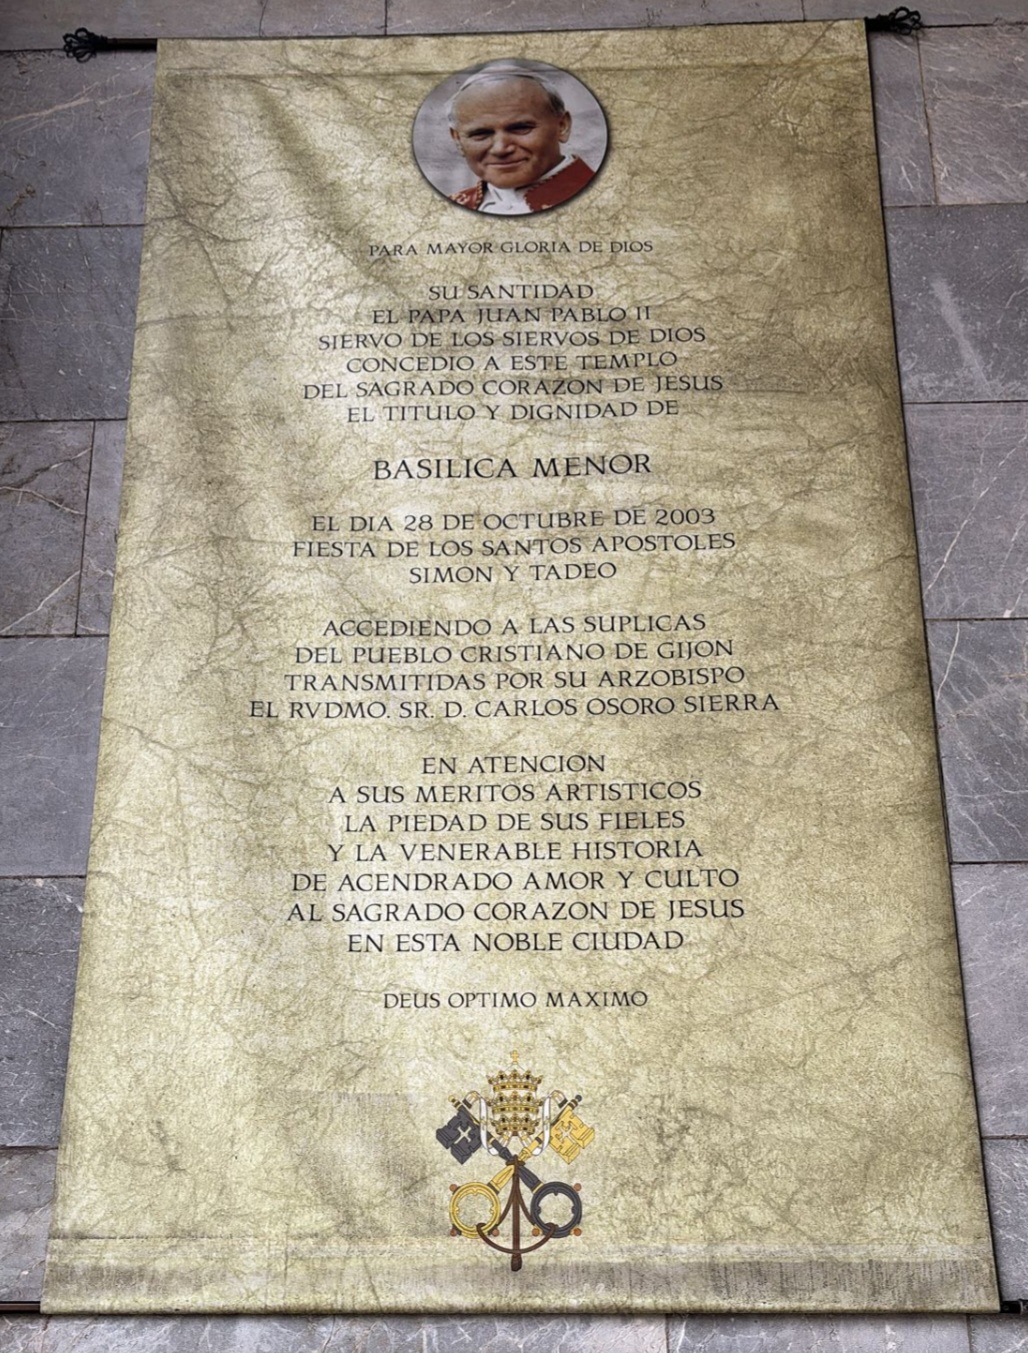 PARA MAYOR GLORIA DE DIOS
SU SANTIDAD
EL PAPA JUAN PABLO II
SIERVO DE LOS SIERVOS DE DIOS
CONCEDIO A ESTE TEMPLO
DEL SAGRADO CORAZON DE JESUS
EL TITULO Y DIGNIDAD DE
BASILICA MENOR
EL DIA 28 DE OCTUBRE DE 2003
FIESTA DE LOS SANTOS APOSTOLES
SIMON Y TADEO
ACCEDIENDO A LAS SUPLICAS
DEL PUEBLO CRISTIANO DE GIJON
TRANSMITIDAS POR SU ARZOBISPO
EL RVDMO. SR. D. CARLOS OSORO SIERRA
EN ATENCION
A SUS MERITOS ARTISTICOS
LA PIEDAD DE SUS FIELES
Y LA VENERABLE HISTORIA
DE ACENDRADO AMOR Y CULTO
AL SAGRADO CORAZON DE JESUS
EN ESTA NOBLE CIUDAD
DEUS OPTIMO MAXIMO